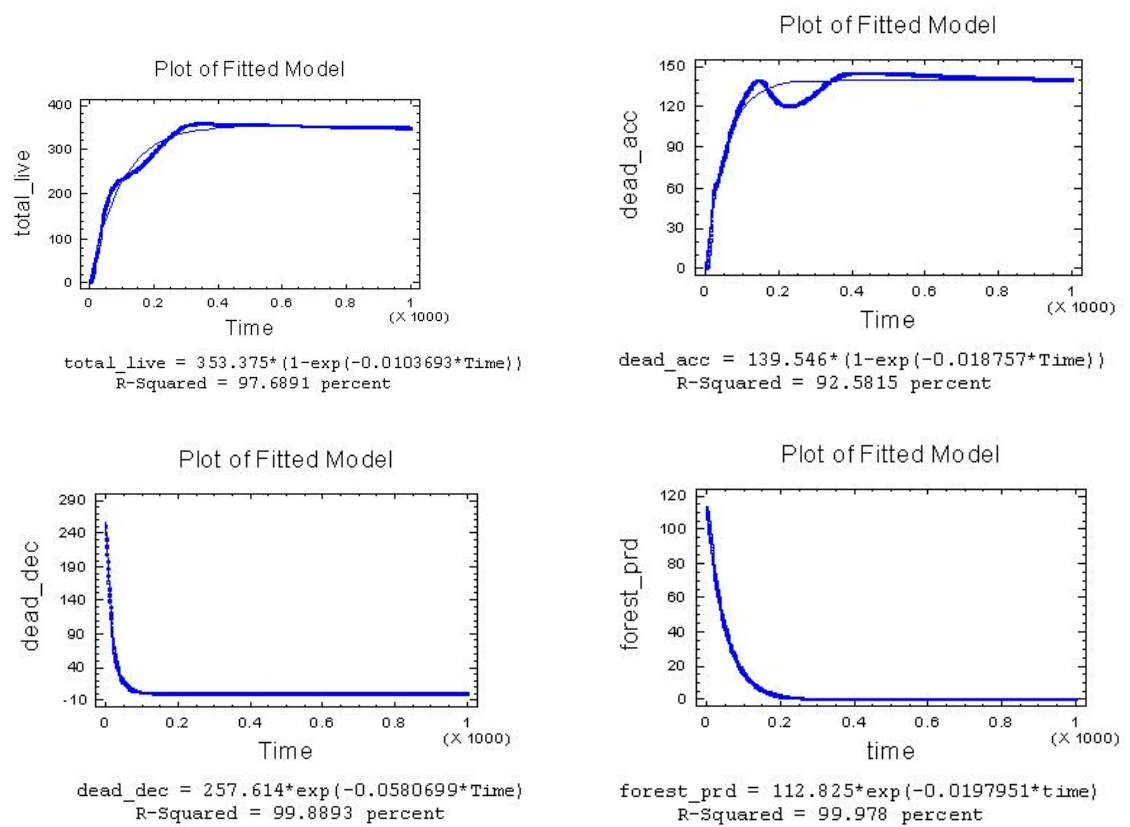 Plot of Fitted Model
400
300
200
100
0
total_live
0 0.2 0.4 0.6 0.8 1
(X 1000)
Time
total_live = 353.375*(1-exp(-0.0103693*Time))
R-Squared = 97.6891 percent
Plot of Fitted Model
150
120
90
60
30
0
dead_acc
0 0.2 0.4 0.6 0.8 1
(X 1000)
Time
dead_acc = 139.546*(1-exp(-0.018757*Time))
R-Squared = 92.5815 percent
Plot of Fitted Model
290
240
190
140
90
40
-10
dead_dec
0 0.2 0.4 0.6 0.8 1
(X 1000)
Time
dead_dec = 257.614*exp(-0.0580699*Time)
R-Squared = 99.8893 percent
Plot of Fitted Model
120
100
80
60
40
20
0
forest_prd
0 0.2 0.4 0.6 0.8 1
(X 1000)
time
forest_prd = 112.825*exp(-0.0197951*time)
R-Squared = 99.978 percent